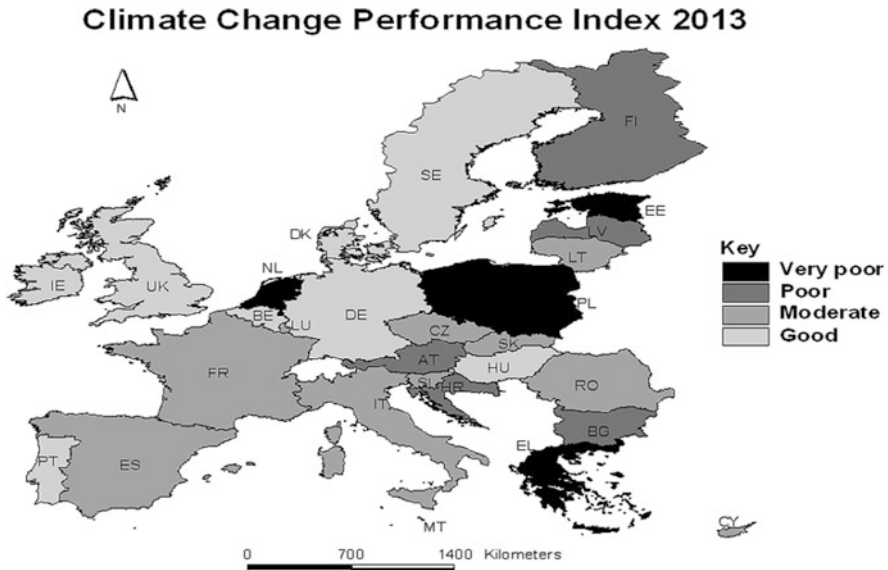 Climate Change Performance Index 2013
N
FI
SE
EE
DK
LV
LT
Key
NL
Very poor
IE
UK
Poor
BE
DE
PL
Moderate
LU
CZ
Good
SK
AT
HU
FR
SL
HR
RO
IT
BG
EL
PT
ES
MT
CY
0 700 1400 Kilometers